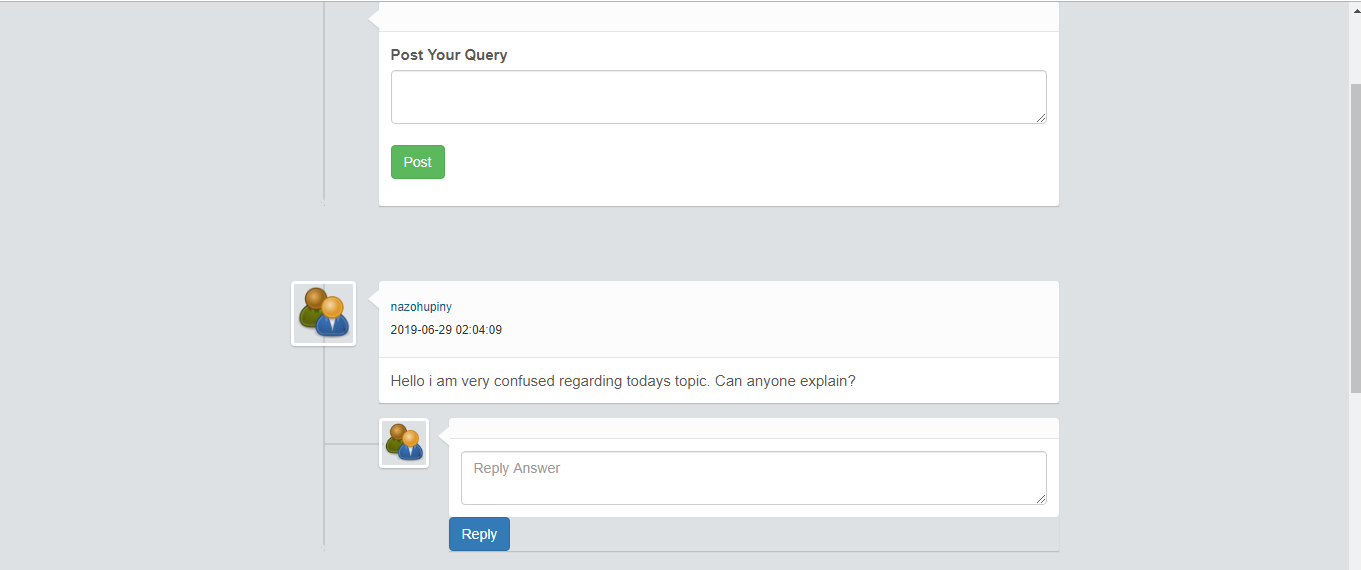 Post Your Query
Post
nazohupiny
2019-06-29 02:04:09
Hello i am very confused regarding todays topic. Can anyone explain?
Reply Answer
Reply